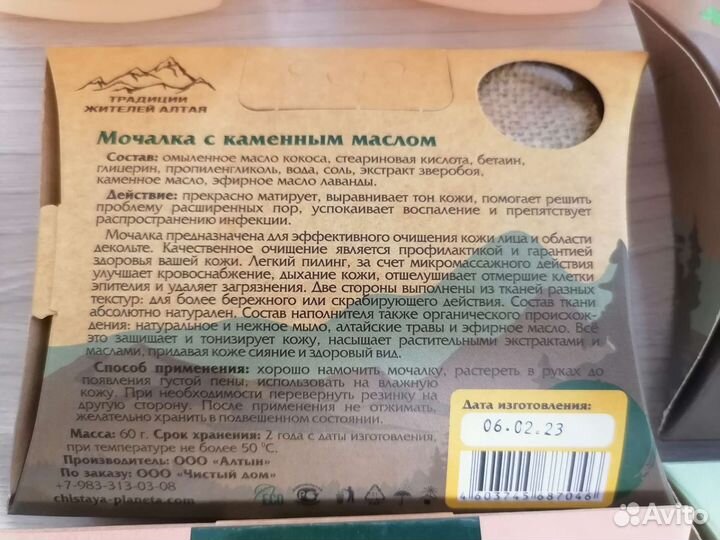 ТРАДИЦИИ
ЖИТЕЛЕЙ АЛТАЯ
Мочалка с каменным маслом
Состав: омыленное масло кокоса, стеариновая кислота, бетаин,
глицерин, пропиленгликоль, вода, соль, экстракт зверобоя,
каменное масло, эфирное масло лаванды.
Действие: прекрасно матирует, выравнивает тон кожи, помогает решить
проблему расширенных пор, успокаивает воспаление и препятствует
распространению инфекции.
Мочалка предназначена для эффективного очищения кожи лица и области
декольте. Качественное очищение является профилактикой и гарантией
здоровья вашей кожи. Легкий пилинг, за счет микромассажного действия
улучшает кровоснабжение, дыхание кожи, отшелушивает отмершие клетки
эпителия и удаляет загрязнения. Две стороны выполнены из тканей разных
текстур: для более бережного или скрабирующего действия. Состав ткани
абсолютно натурален. Состав наполнителя также органического происхож-
дения: натуральное и нежное мыло, алтайские травы и эфирное масло. Всё
это защищает и тонизирует кожу, насыщает растительными экстрактами и
маслами, придавая коже сияние и здоровый вид.
Способ применения: хорошо намочить мочалку, растереть в руках до
появления густой пены, использовать на влажную
кожу. При необходимости перевернуть резинку на
другую сторону. После применения не отжимать,
желательно хранить в подвешенном состоянии.
Масса: 60 г. Срок хранения: 2 года с даты изготовления,
при температуре не более 50 °С.
Производитель: ООО «Алтын»
По заказу: ООО "Чистый дом"
+7-983-313-03-08
chistaya-planeta.com
ECO
Дата изготовления:
06.02.23
4 603745 687046
Avito